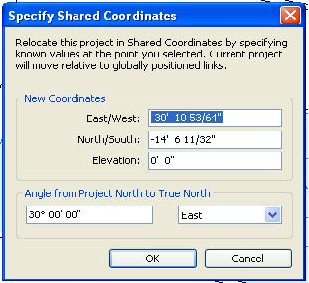 Specify Shared Coordinates
Relocate this project in Shared Coordinates by specifying
known values at the point you selected. Current project
will move relative to globally positioned links.
New Coordinates
East/West: 30' 10 53/64"
North/South: -14' 6 11/32"
Elevation: 0' 0"
Angle from Project North to True North
30° 00' 00" East
OK Cancel